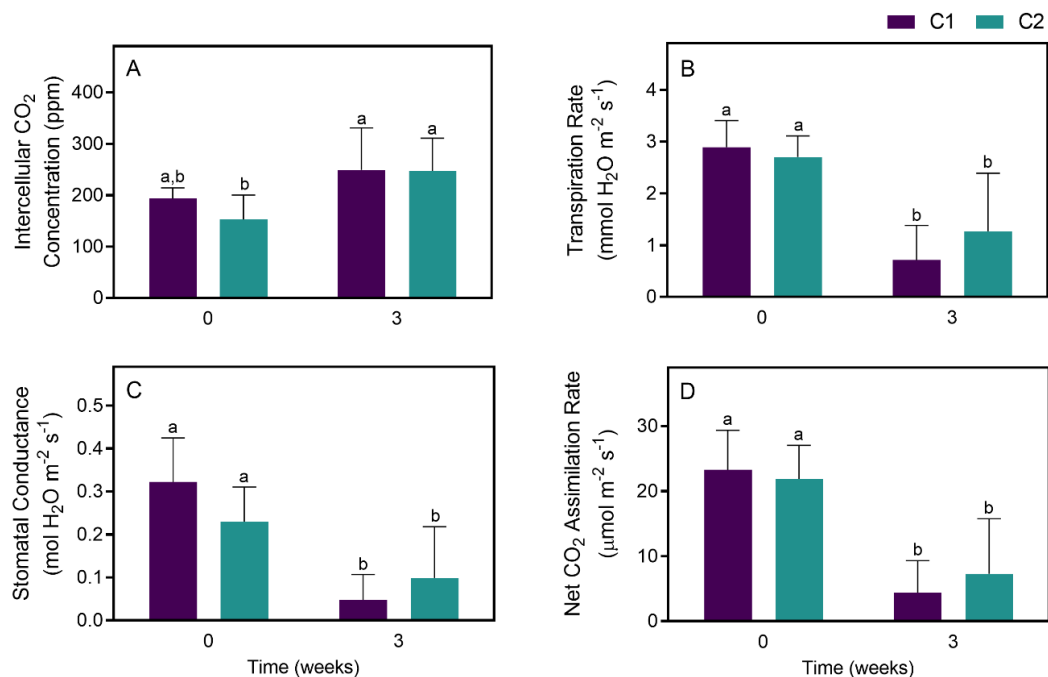 C1 C2
A
Intercellular CO₂
Concentration (ppm)
400
300
200
100
0
a,b
b
a
a
0 3
B
Transpiration Rate
(mmol H₂O m⁻² s⁻¹)
4
3
2
1
0
a
a
b
b
0 3
C
Stomatal Conductance
(mol H₂O m⁻² s⁻¹)
0.5
0.4
0.3
0.2
0.1
0.0
a
a
b
b
0 3
Time (weeks)
D
Net CO₂ Assimilation Rate
(μmol m⁻² s⁻¹)
30
20
10
0
a
a
b
b
0 3
Time (weeks)